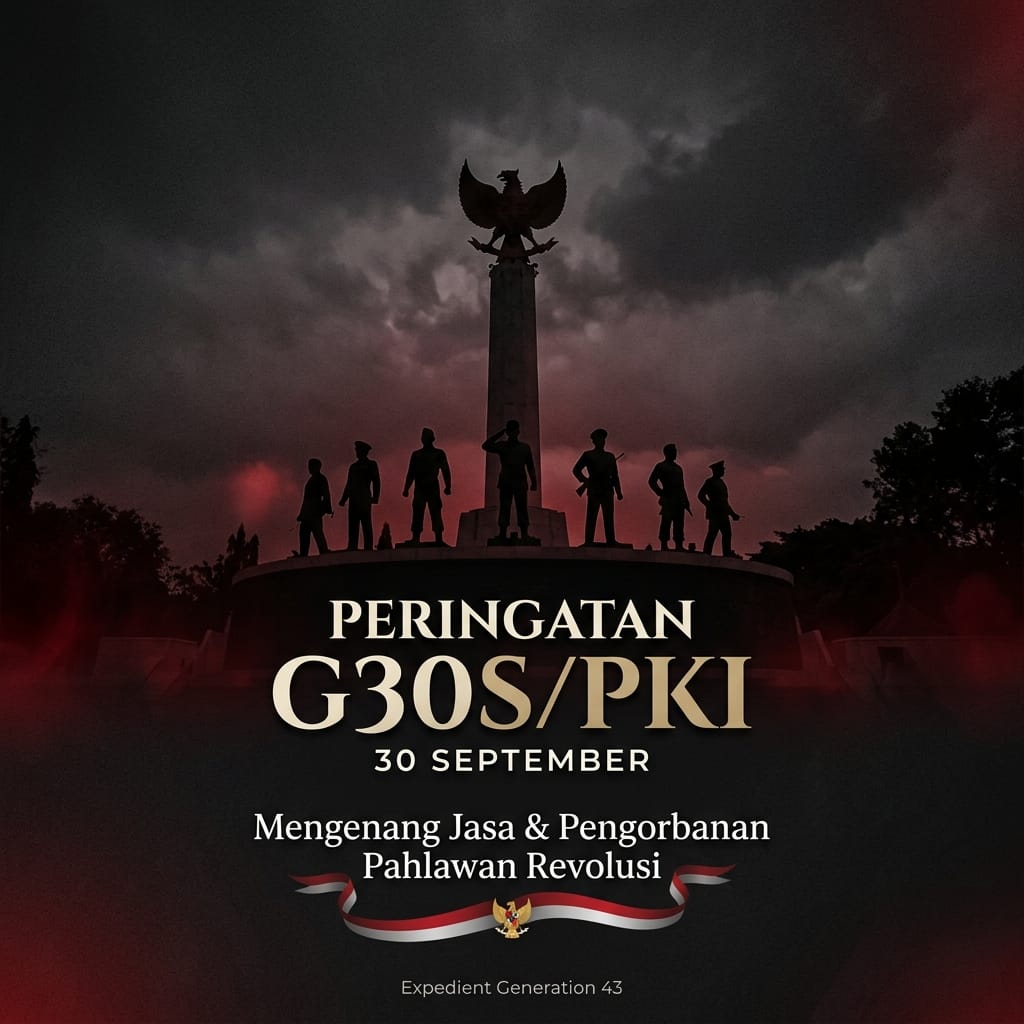 PERINGATAN
G30S/PKI
30 SEPTEMBER
Mengenang Jasa & Pengorbanan
Pahlawan Revolusi
Expedient Generation 43